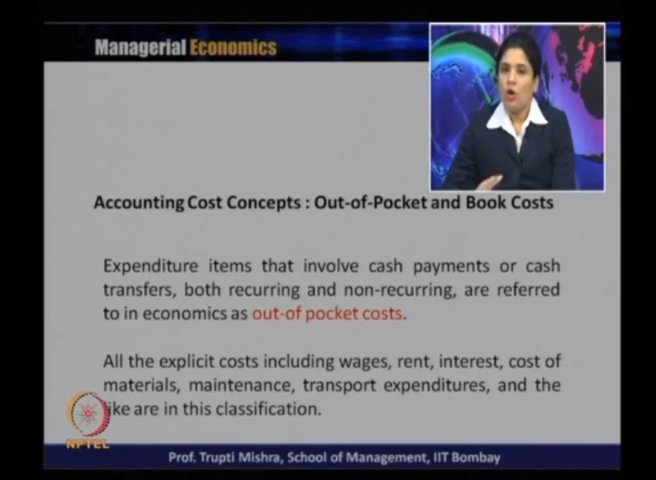 Managerial Economics
Accounting Cost Concepts : Out-of-Pocket and Book Costs
Expenditure items that involve cash payments or cash
transfers, both recurring and non-recurring, are referred
to in economics as out-of pocket costs.
All the explicit costs including wages, rent, interest, cost of
materials, maintenance, transport expenditures, and the
like are in this classification.
NPTEL
Prof. Trupti Mishra, School of Management, IIT Bombay